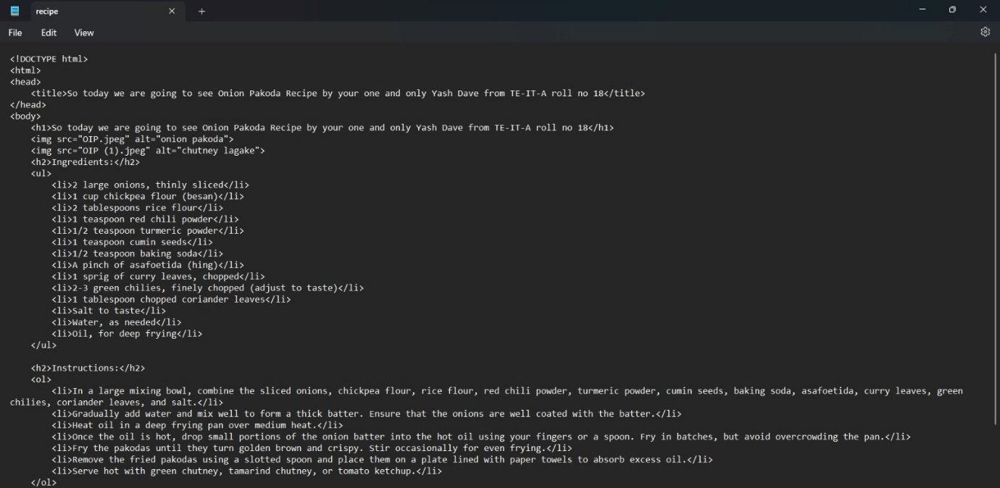 recipe
File Edit View
<!DOCTYPE html>
<html>
<head>
    <title>So today we are going to see Onion Pakoda Recipe by your one and only Yash Dave from TE-IT-A roll no 18</title>
</head>
<body>
    <h1>So today we are going to see Onion Pakoda Recipe by your one and only Yash Dave from TE-IT-A roll no 18</h1>
    <img src="OIP.jpeg" alt="onion pakoda">
    <img src="OIP (1).jpeg" alt="chutney lagake">
    <h2>Ingredients:</h2>
    <ul>
        <li>2 large onions, thinly sliced</li>
        <li>1 cup chickpea flour (besan)</li>
        <li>2 tablespoons rice flour</li>
        <li>1 teaspoon red chili powder</li>
        <li>1/2 teaspoon turmeric powder</li>
        <li>1 teaspoon cumin seeds</li>
        <li>1/2 teaspoon baking soda</li>
        <li>A pinch of asafoetida (hing)</li>
        <li>1 sprig of curry leaves, chopped</li>
        <li>2-3 green chilies, finely chopped (adjust to taste)</li>
        <li>1 tablespoon chopped coriander leaves</li>
        <li>Salt to taste</li>
        <li>Water, as needed</li>
        <li>Oil, for deep frying</li>
    </ul>
    <h2>Instructions:</h2>
    <ol>
        <li>In a large mixing bowl, combine the sliced onions, chickpea flour, rice flour, red chili powder, turmeric powder, cumin seeds, baking soda, asafoetida, curry leaves, green
chilies, coriander leaves, and salt.</li>
        <li>Gradually add water and mix well to form a thick batter. Ensure that the onions are well coated with the batter.</li>
        <li>Heat oil in a deep frying pan over medium heat.</li>
        <li>Once the oil is hot, drop small portions of the onion batter into the hot oil using your fingers or a spoon. Fry in batches, but avoid overcrowding the pan.</li>
        <li>Fry the pakodas until they turn golden brown and crispy. Stir occasionally for even frying.</li>
        <li>Remove the fried pakodas using a slotted spoon and place them on a plate lined with paper towels to absorb excess oil.</li>
        <li>Serve hot with green chutney, tamarind chutney, or tomato ketchup.</li>
    </ol>